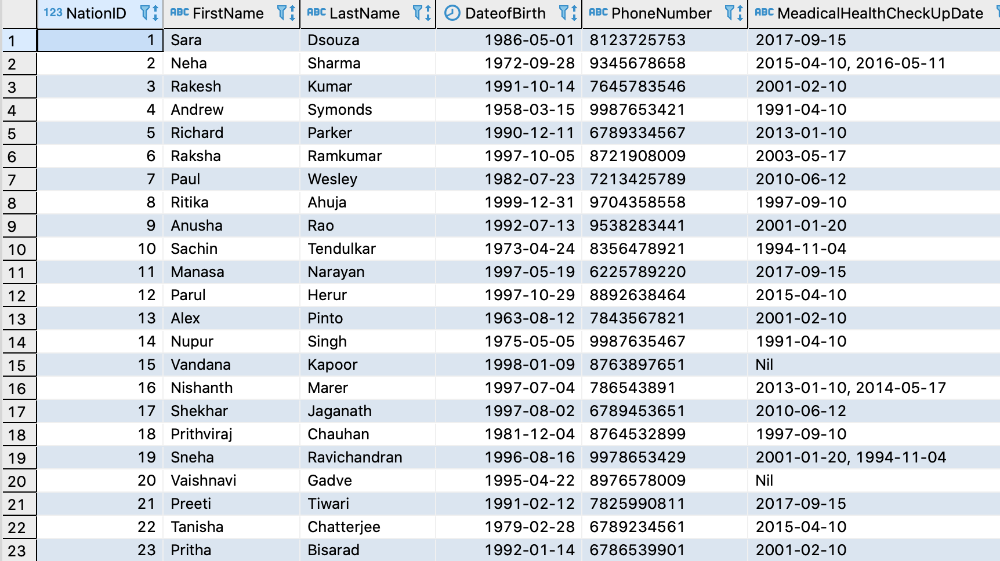 123 NationID ABC FirstName ABC LastName DateofBirth ABC PhoneNumber ABC MeadicalHealthCheckUpDate
1 1 Sara Dsouza 1986-05-01 8123725753 2017-09-15
2 2 Neha Sharma 1972-09-28 9345678658 2015-04-10, 2016-05-11
3 3 Rakesh Kumar 1991-10-14 7645783546 2001-02-10
4 4 Andrew Symonds 1958-03-15 9987653421 1991-04-10
5 5 Richard Parker 1990-12-11 6789334567 2013-01-10
6 6 Raksha Ramkumar 1997-10-05 8721908009 2003-05-17
7 7 Paul Wesley 1982-07-23 7213425789 2010-06-12
8 8 Ritika Ahuja 1999-12-31 9704358558 1997-09-10
9 9 Anusha Rao 1992-07-13 9538283441 2001-01-20
10 10 Sachin Tendulkar 1973-04-24 8356478921 1994-11-04
11 11 Manasa Narayan 1997-05-19 6225789220 2017-09-15
12 12 Parul Herur 1997-10-29 8892638464 2015-04-10
13 13 Alex Pinto 1963-08-12 7843567821 2001-02-10
14 14 Nupur Singh 1975-05-05 9987635467 1991-04-10
15 15 Vandana Kapoor 1998-01-09 8763897651 Nil
16 16 Nishanth Marer 1997-07-04 786543891 2013-01-10, 2014-05-17
17 17 Shekhar Jaganath 1997-08-02 6789453651 2010-06-12
18 18 Prithviraj Chauhan 1981-12-04 8764532899 1997-09-10
19 19 Sneha Ravichandran 1996-08-16 9978653429 2001-01-20, 1994-11-04
20 20 Vaishnavi Gadve 1995-04-22 8976578009 Nil
21 21 Preeti Tiwari 1991-02-12 7825990811 2017-09-15
22 22 Tanisha Chatterjee 1979-02-28 6789234561 2015-04-10
23 23 Pritha Bisarad 1992-01-14 6786539901 2001-02-10